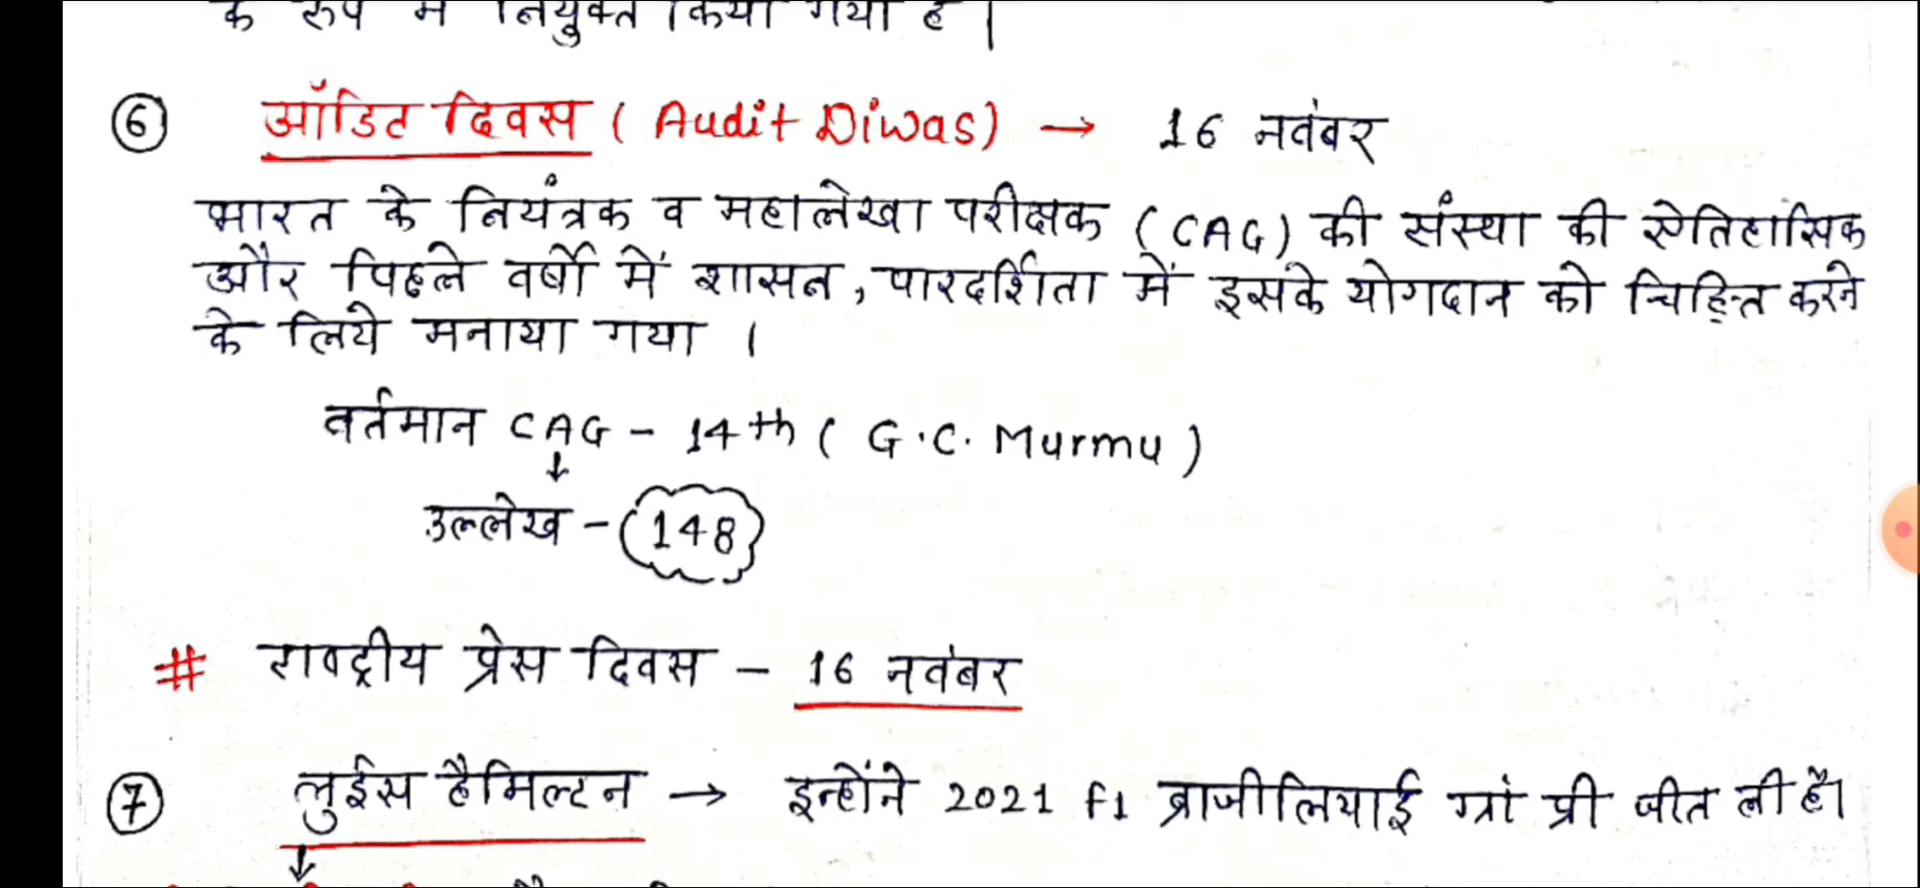 के रुप में नियुक्त किया गया है।
⑥ ऑडिट दिवस ( Audit Diwas) → 16 नवंबर
भारत के नियंत्रक व महालेखा परीक्षक (CAG) की संस्था की ऐतिहासिक
और पिछ्ले वर्षों में शासन, पारदर्शिता में इसके योगदान को चिह्नित करने
के लिये मनाया गया ।
वर्तमान CAG - 14th ( G.C. Murmu )
↓
उल्लेख - 148
# राष्ट्रीय प्रेस दिवस - 16 नवंबर
⑦ लुईस हैमिल्टन → इन्होंने 2021 f1 ब्राजीलियाई ग्रां प्री जीत ली है।
↓